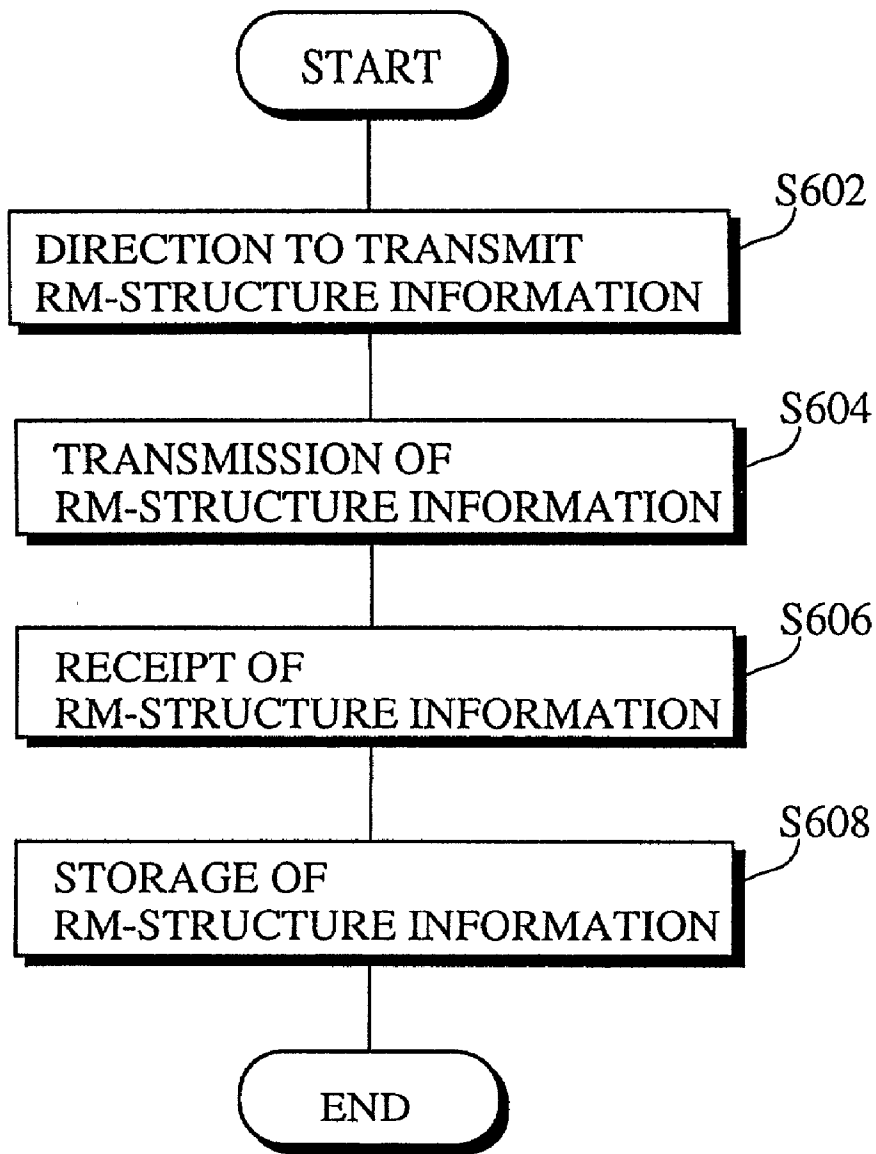 START
S602
DIRECTION TO TRANSMIT
RM-STRUCTURE INFORMATION
S604
TRANSMISSION OF
RM-STRUCTURE INFORMATION
S606
RECEIPT OF
RM-STRUCTURE INFORMATION
S608
STORAGE OF
RM-STRUCTURE INFORMATION
END